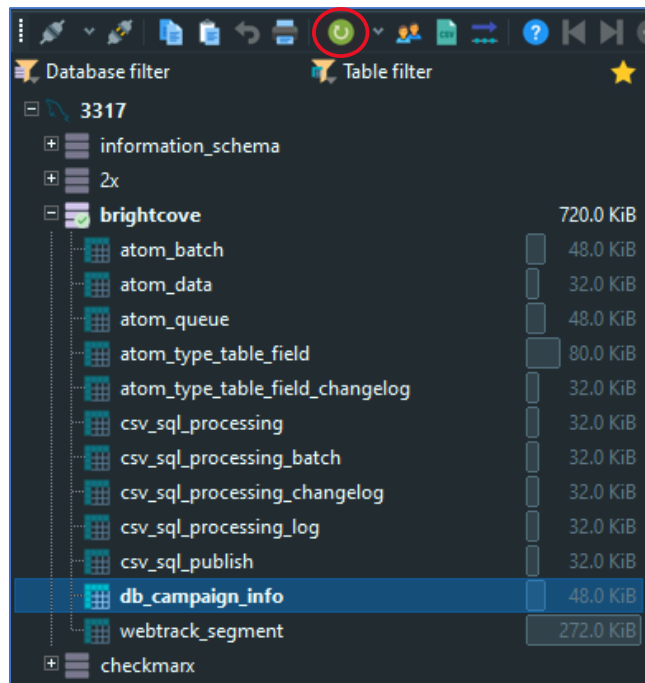 CSV
?
Database filter
Table filter
3317
information_schema
2x
brightcove 720.0 KiB
atom_batch 48.0 KiB
atom_data 32.0 KiB
atom_queue 48.0 KiB
atom_type_table_field 80.0 KiB
atom_type_table_field_changelog 32.0 KiB
csv_sql_processing 32.0 KiB
csv_sql_processing_batch 32.0 KiB
csv_sql_processing_changelog 32.0 KiB
csv_sql_processing_log 32.0 KiB
csv_sql_publish 32.0 KiB
db_campaign_info 48.0 KiB
webtrack_segment 272.0 KiB
checkmarx